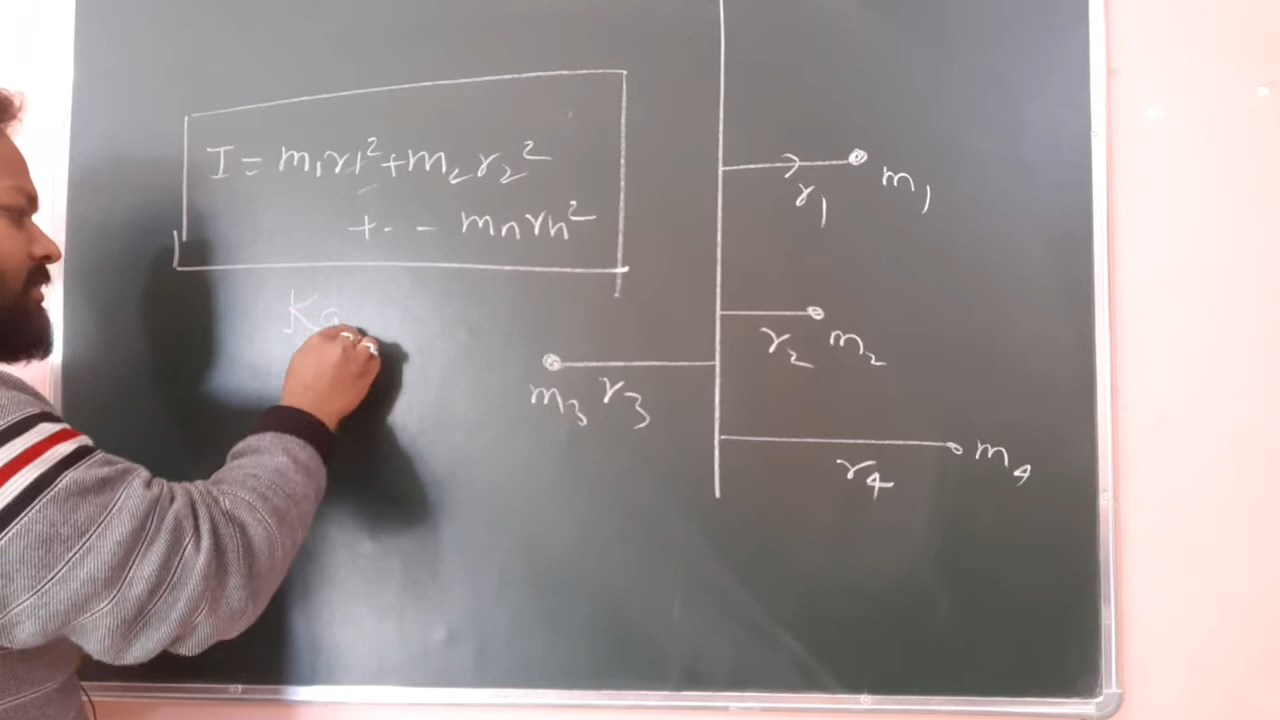 I = m₁r₁² + m₂r₂²
+ - - mₙrₙ²
r₁ m₁
r₂ m₂
m₃ r₃
r₄ m₄